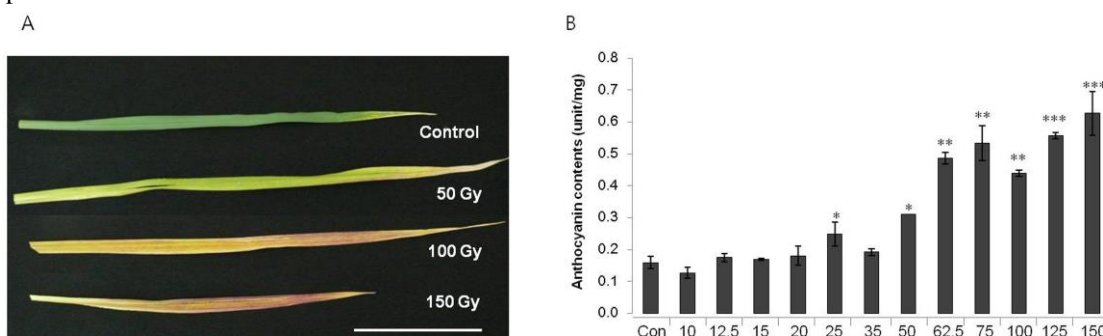 A
Control
50 Gy
100 Gy
150 Gy
B
Anthocyanin contents (unit/mg)
0.8
0.7
0.6
0.5
0.4
0.3
0.2
0.1
0.0
* * ** ** ** *** ***
Con 10 12.5 15 20 25 35 50 62.5 75 100 125 150